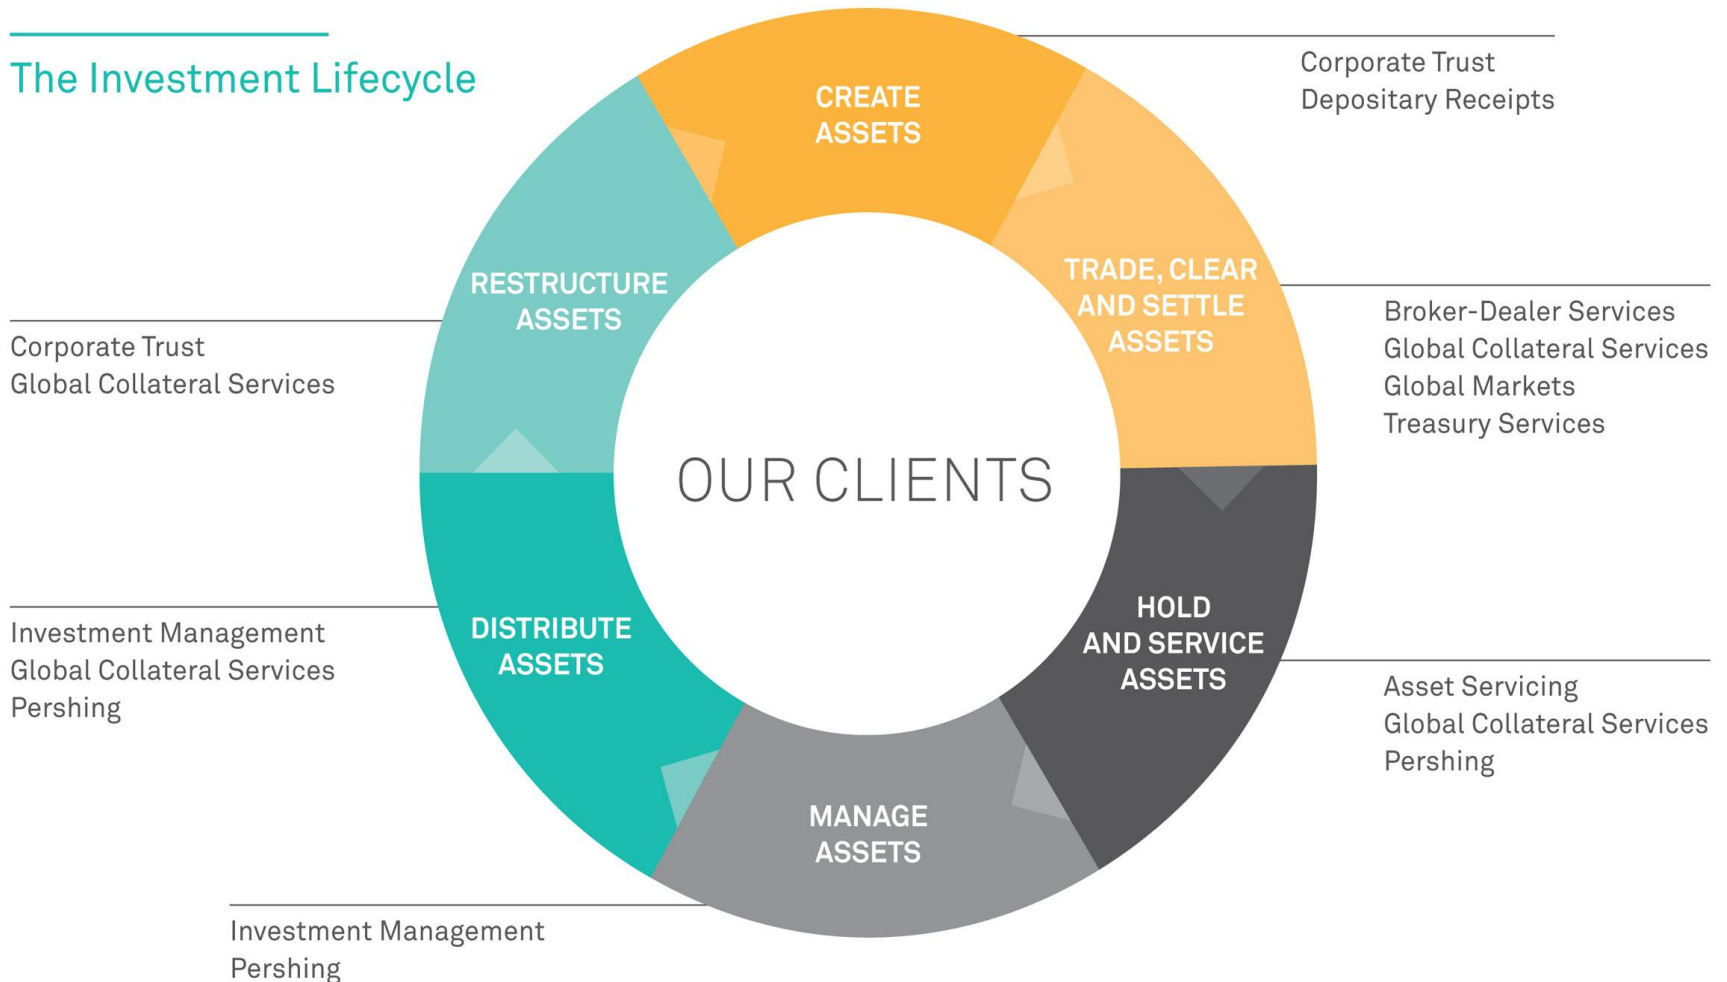 The Investment Lifecycle
CREATE
ASSETS
Corporate Trust
Depositary Receipts
TRADE, CLEAR
AND SETTLE
ASSETS
Broker-Dealer Services
Global Collateral Services
Global Markets
Treasury Services
HOLD
AND SERVICE
ASSETS
Asset Servicing
Global Collateral Services
Pershing
MANAGE
ASSETS
Investment Management
Pershing
DISTRIBUTE
ASSETS
Investment Management
Global Collateral Services
Pershing
RESTRUCTURE
ASSETS
Corporate Trust
Global Collateral Services
OUR CLIENTS